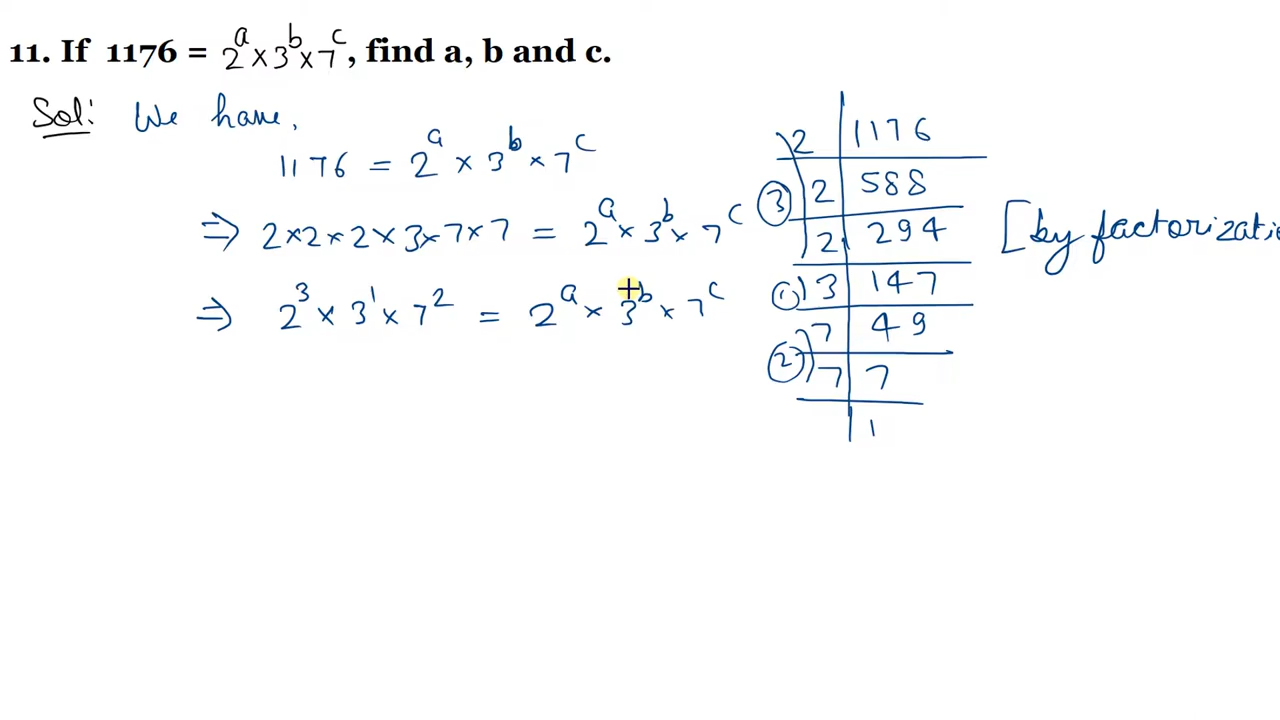 11. If 1176 = 2^a × 3^b × 7^c, find a, b and c.
Sol: We have,
1176 = 2^a × 3^b × 7^c
⇒ 2×2×2×3×7×7 = 2^a × 3^b × 7^c
⇒ 2^3 × 3^1 × 7^2 = 2^a × 3^b × 7^c
2 | 1176
③ 2 | 588
2 | 294
① 3 | 147
7 | 49
② 7 | 7
| 1
[by factorizatio